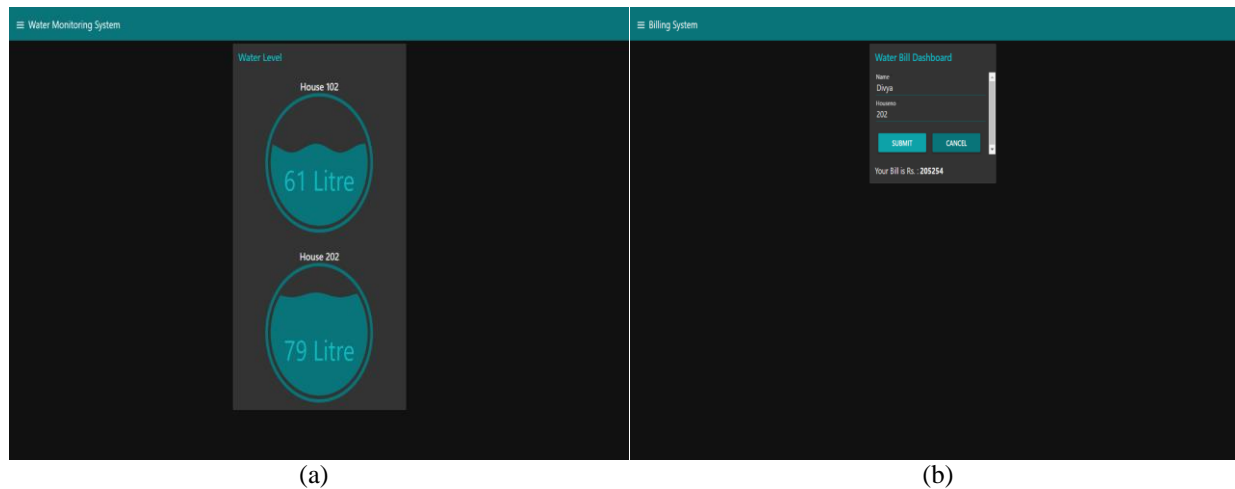 Water Monitoring System
Water Level
House 102
61 Litre
House 202
79 Litre
(a)
Billing System
Water Bill Dashboard
Name
Divya
Houseno
202
SUBMIT CANCEL
Your Bill is Rs. : 205254
(b)